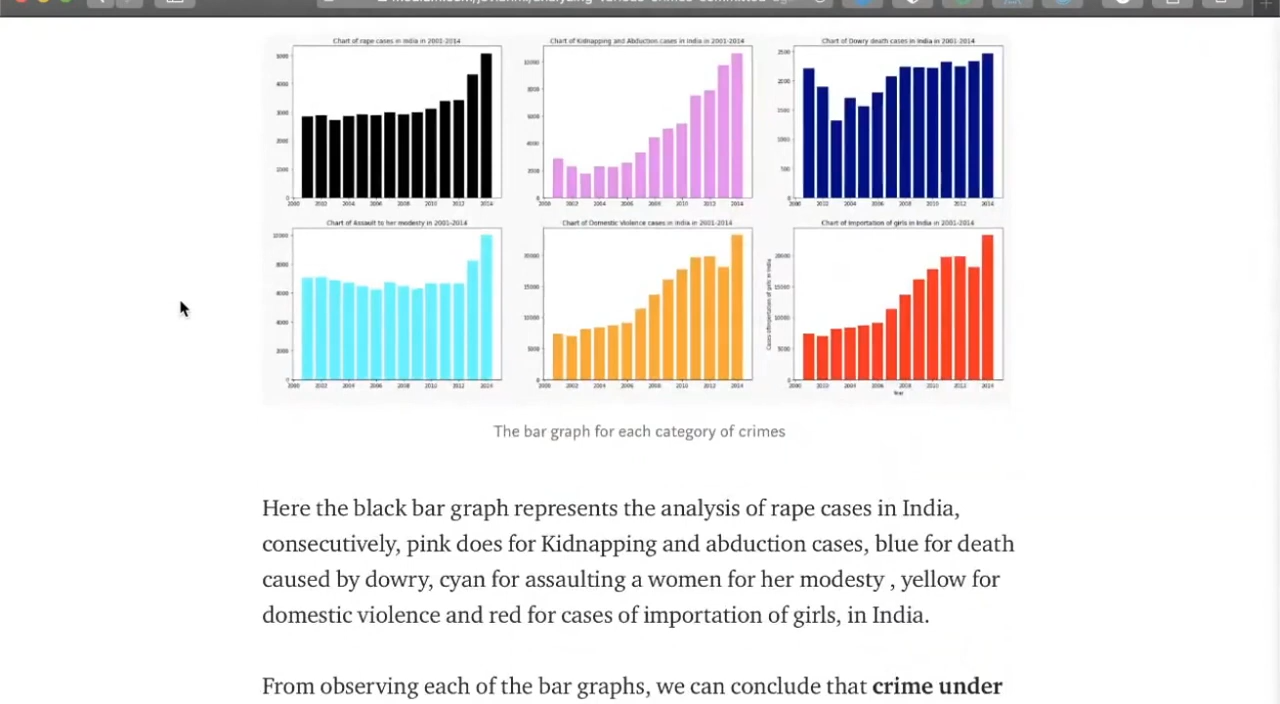 Chart of rape cases in India in 2001-2014
Chart of Kidnapping and Abduction cases in India in 2001-2014
Chart of Dowry death cases in India in 2001-2014
Chart of Assault to her modesty in 2001-2014
Chart of Domestic violence cases in India in 2001-2014
Chart of Importation of girls in India in 2001-2014
Year
The bar graph for each category of crimes
Here the black bar graph represents the analysis of rape cases in India,
consecutively, pink does for Kidnapping and abduction cases, blue for death
caused by dowry, cyan for assaulting a women for her modesty , yellow for
domestic violence and red for cases of importation of girls, in India.
From observing each of the bar graphs, we can conclude that crime under